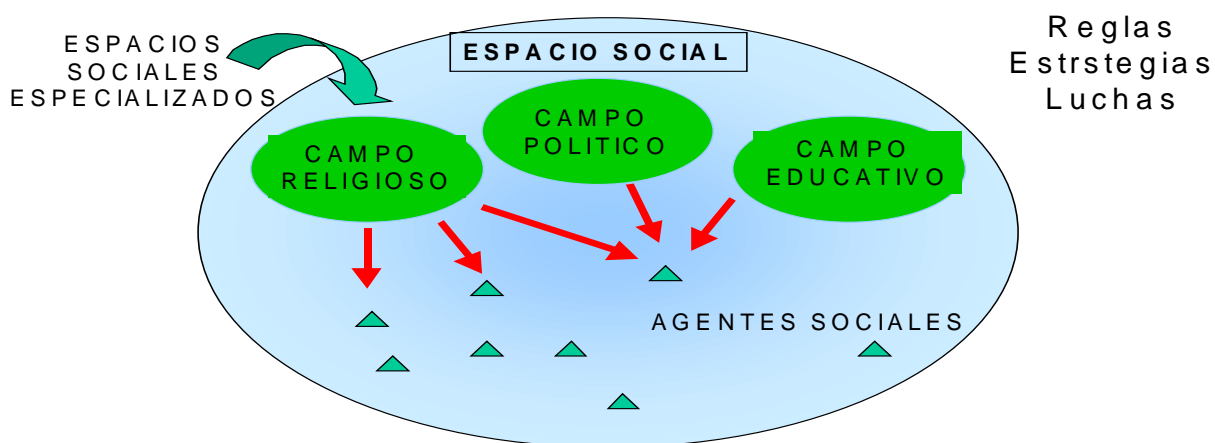 ESPACIOS
SOCIALES
ESPECIALIZADOS
ESPACIO SOCIAL
Reglas
Estrstegias
Luchas
CAMPO
RELIGIOSO
CAMPO
POLITICO
CAMPO
EDUCATIVO
AGENTES SOCIALES